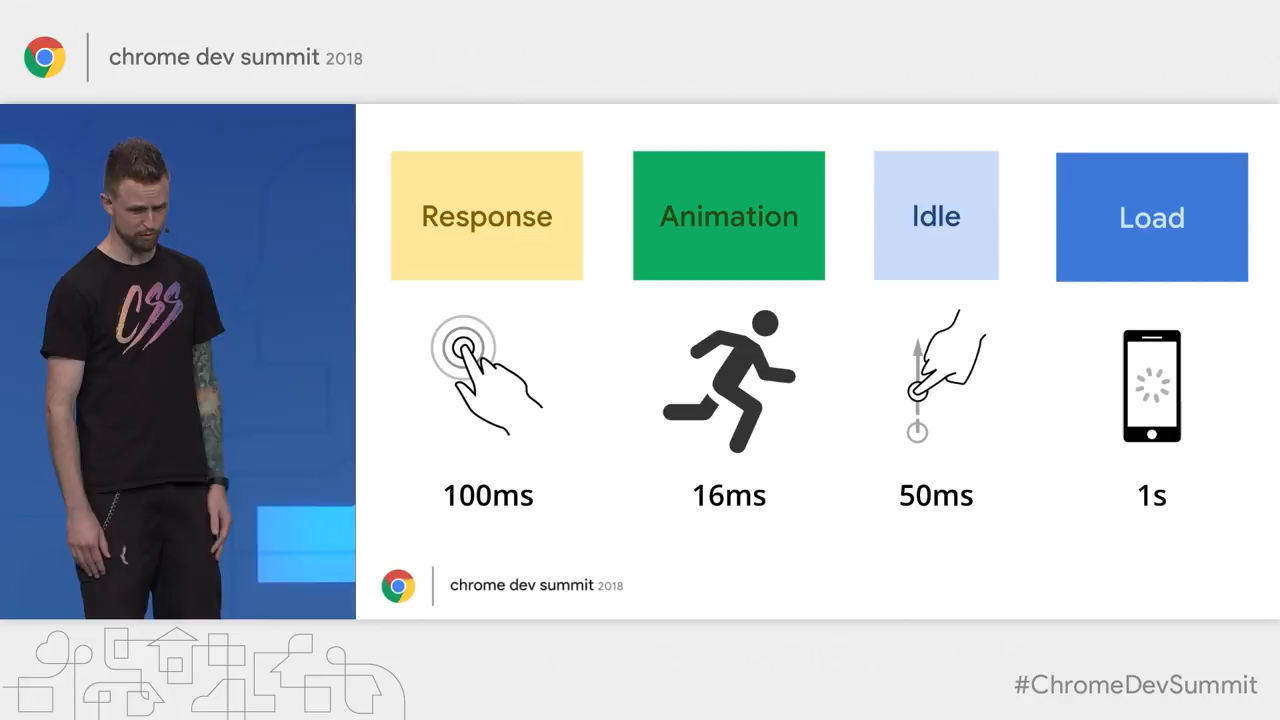 chrome dev summit 2018
CSS
Response
Animation
Idle
Load
100ms
16ms
50ms
1s
chrome dev summit 2018
#ChromeDevSummit